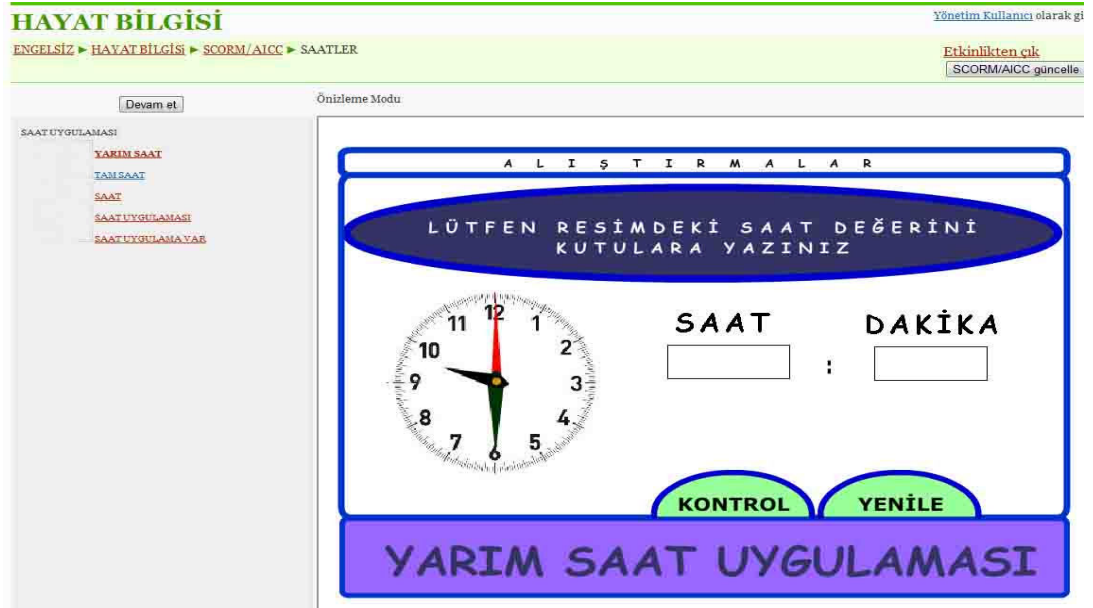 HAYAT BİLGİSİ
Yönetim Kullanıcı olarak gi
ENGELSİZ ► HAYAT BİLGİSİ ► SCORM/AICC ► SAATLER
Etkinlikten çık
SCORM/AICC güncelle
Devam et
Önizleme Modu
SAAT UYGULAMASI
YARIM SAAT
TAM SAAT
SAAT
SAAT UYGULAMASI
SAAT UYGULAMA VAR
ALIŞTIRMALAR
LÜTFEN RESİMDEKİ SAAT DEĞERİNİ
KUTULARA YAZINIZ
12
11 1
10 2
9 3
8 4
7 5
6
SAAT DAKİKA
:
KONTROL YENİLE
YARIM SAAT UYGULAMASI